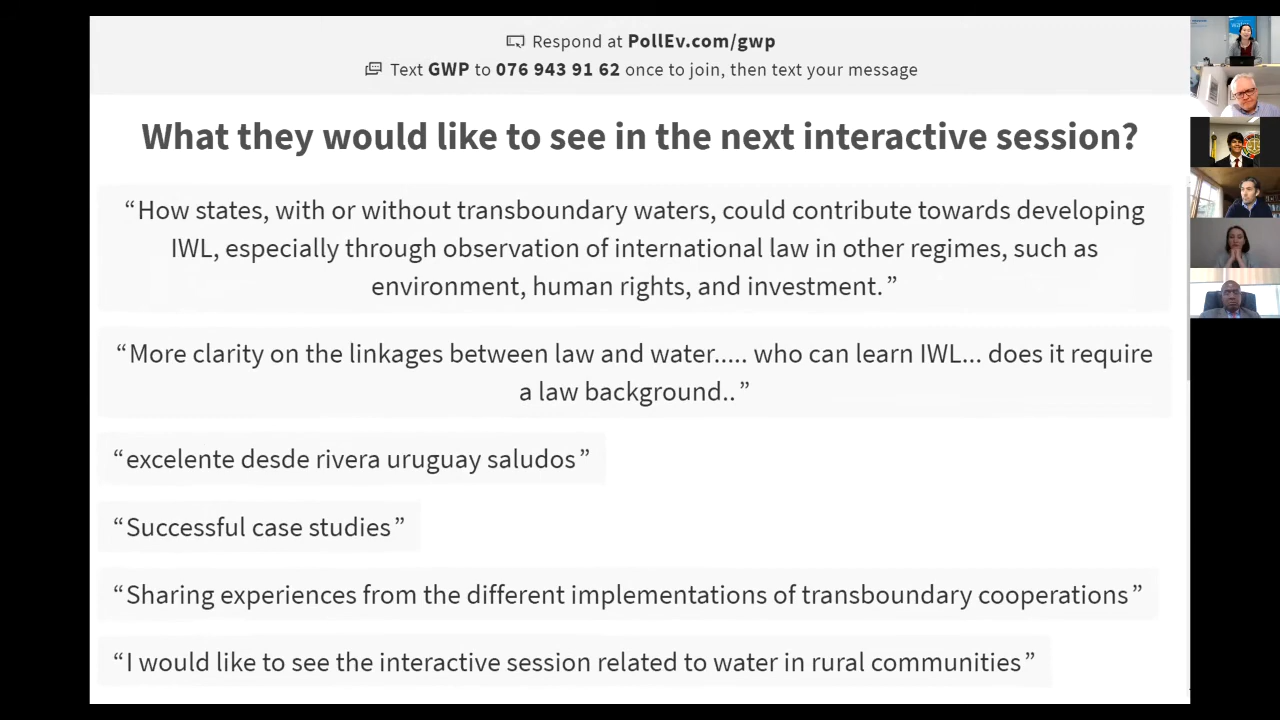 Respond at PollEv.com/gwp
Text GWP to 076 943 91 62 once to join, then text your message
What they would like to see in the next interactive session?
“How states, with or without transboundary waters, could contribute towards developing
IWL, especially through observation of international law in other regimes, such as
environment, human rights, and investment.”
“More clarity on the linkages between law and water..... who can learn IWL... does it require
a law background..”
“excelente desde rivera uruguay saludos”
“Successful case studies”
“Sharing experiences from the different implementations of transboundary cooperations”
“I would like to see the interactive session related to water in rural communities”